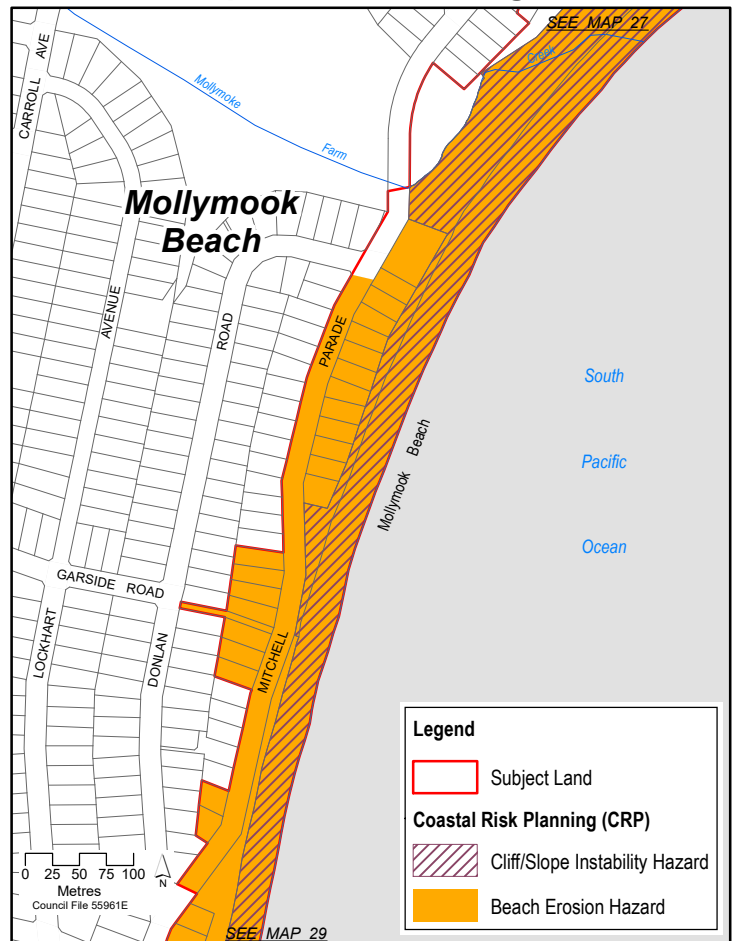 SEE MAP 27
CARROLL AVE
Creek
Mollymoke
Farm
Mollymook
Beach
AVENUE
ROAD
PARADE
South
Mollymook Beach
Pacific
Ocean
GARSIDE ROAD
LOCKHART
DONLAN
MITCHELL
Legend
Subject Land
Coastal Risk Planning (CRP)
Cliff/Slope Instability Hazard
Beach Erosion Hazard
0 25 50 75 100
Metres
N
Council File 55961E
SEE MAP 29